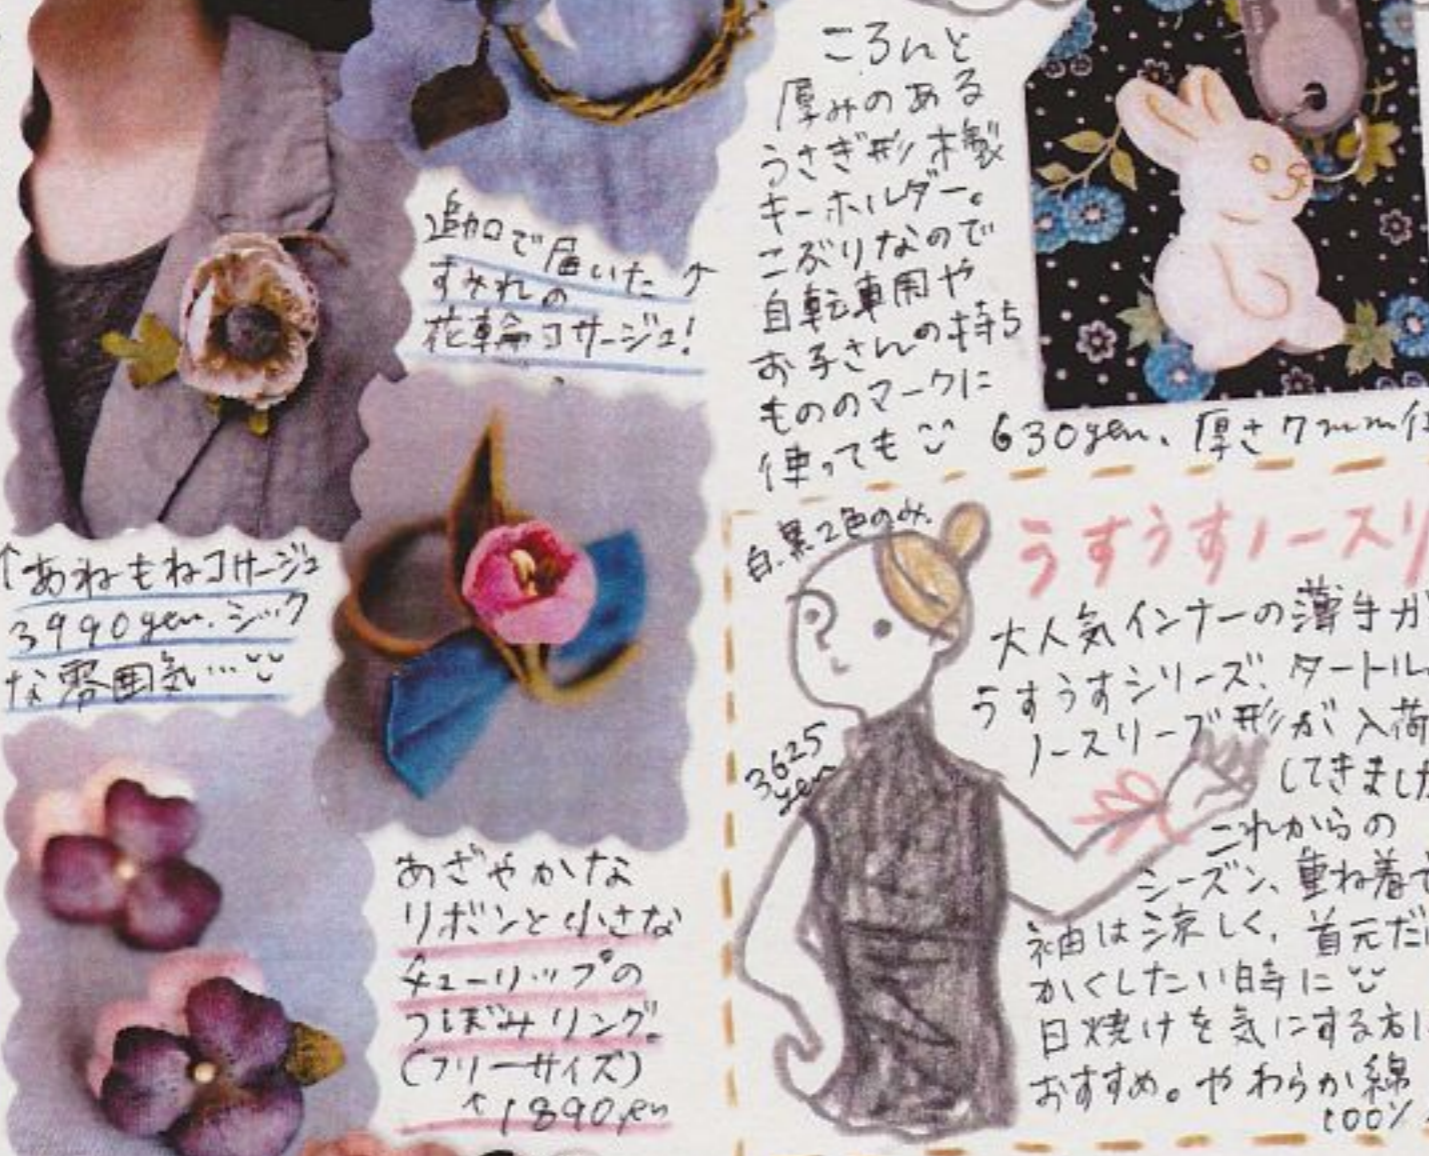 追加で届いた↗
すみれの
花輪コサージュ!
↑あねもねコサージュ
3990yen.シック
な雰囲気…
あざやかな
リボンと小さな
チューリップの
つぼみリング。
(フリーサイズ)
↑1890yen
ころんと
厚みのある
うさぎ形木製
キーホルダー。
こぶりなので
自転車用や
お子さんの持ち
もののマークに
使っても
630yen、厚さ7mm
白、黒2色のみ.
3625
yen
うすうすノースリ
大人気インナーの薄手
うすうすシリーズ、タートル
ノースリーブ形が入荷
してきまし
これからの
シーズン、重ね着で
袖は涼しく、首元だけ
かくしたい時に
日焼けを気にする方に
おすすめ。やわらか綿
100%